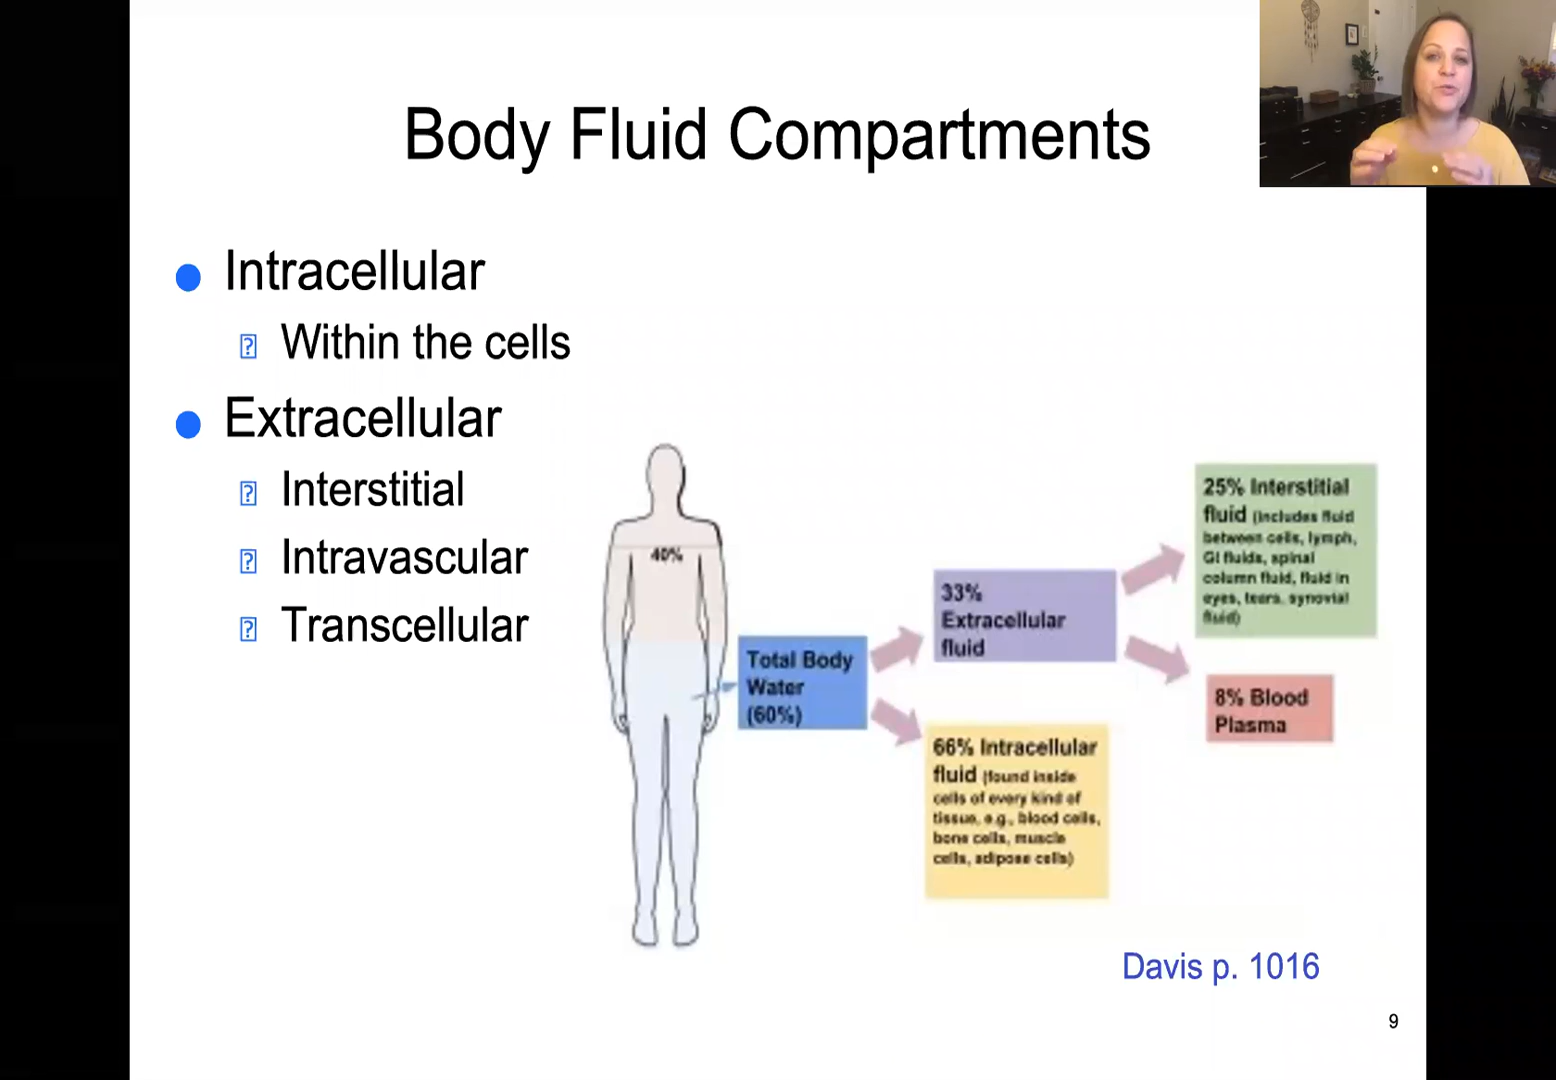 Body Fluid Compartments
Intracellular
Within the cells
Extracellular
Interstitial
Intravascular
Transcellular
40%
Total Body
Water
(60%)
33%
Extracellular
fluid
66% Intracellular
fluid (found inside
cells of every kind of
tissue, e.g., blood cells,
bone cells, muscle
cells, adipose cells)
25% Interstitial
fluid (includes fluid
between cells, lymph,
GI fluids, spinal
column fluid, fluid in
eyes, tears, synovial
fluid)
8% Blood
Plasma
Davis p. 1016
9